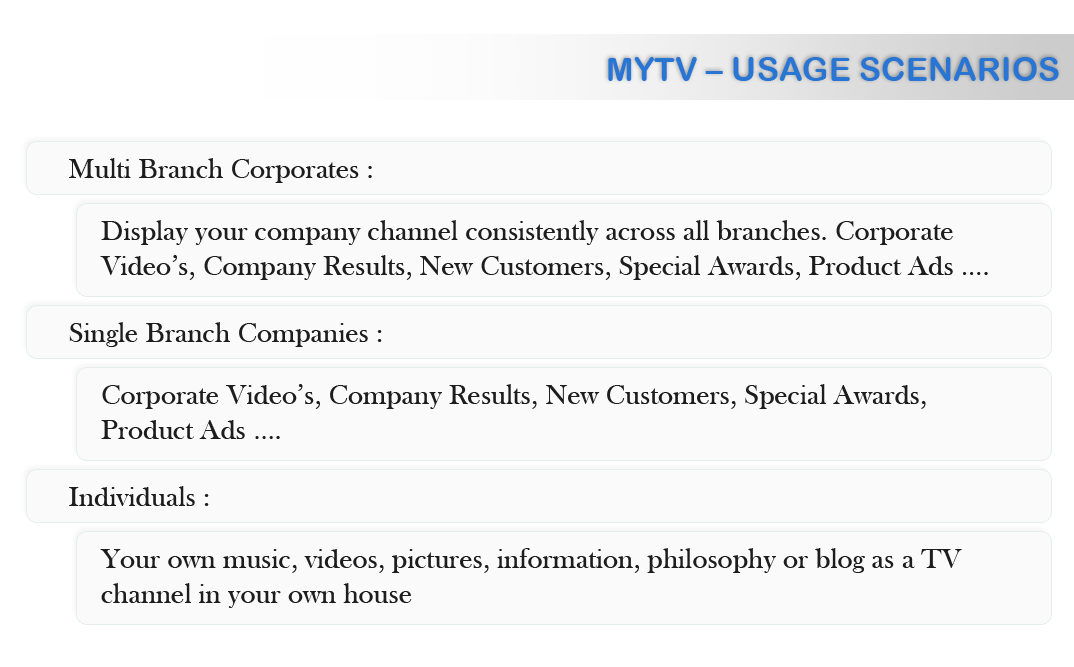 MYTV – USAGE SCENARIOS
Multi Branch Corporates :
Display your company channel consistently across all branches. Corporate
Video’s, Company Results, New Customers, Special Awards, Product Ads ....
Single Branch Companies :
Corporate Video’s, Company Results, New Customers, Special Awards,
Product Ads ....
Individuals :
Your own music, videos, pictures, information, philosophy or blog as a TV
channel in your own house